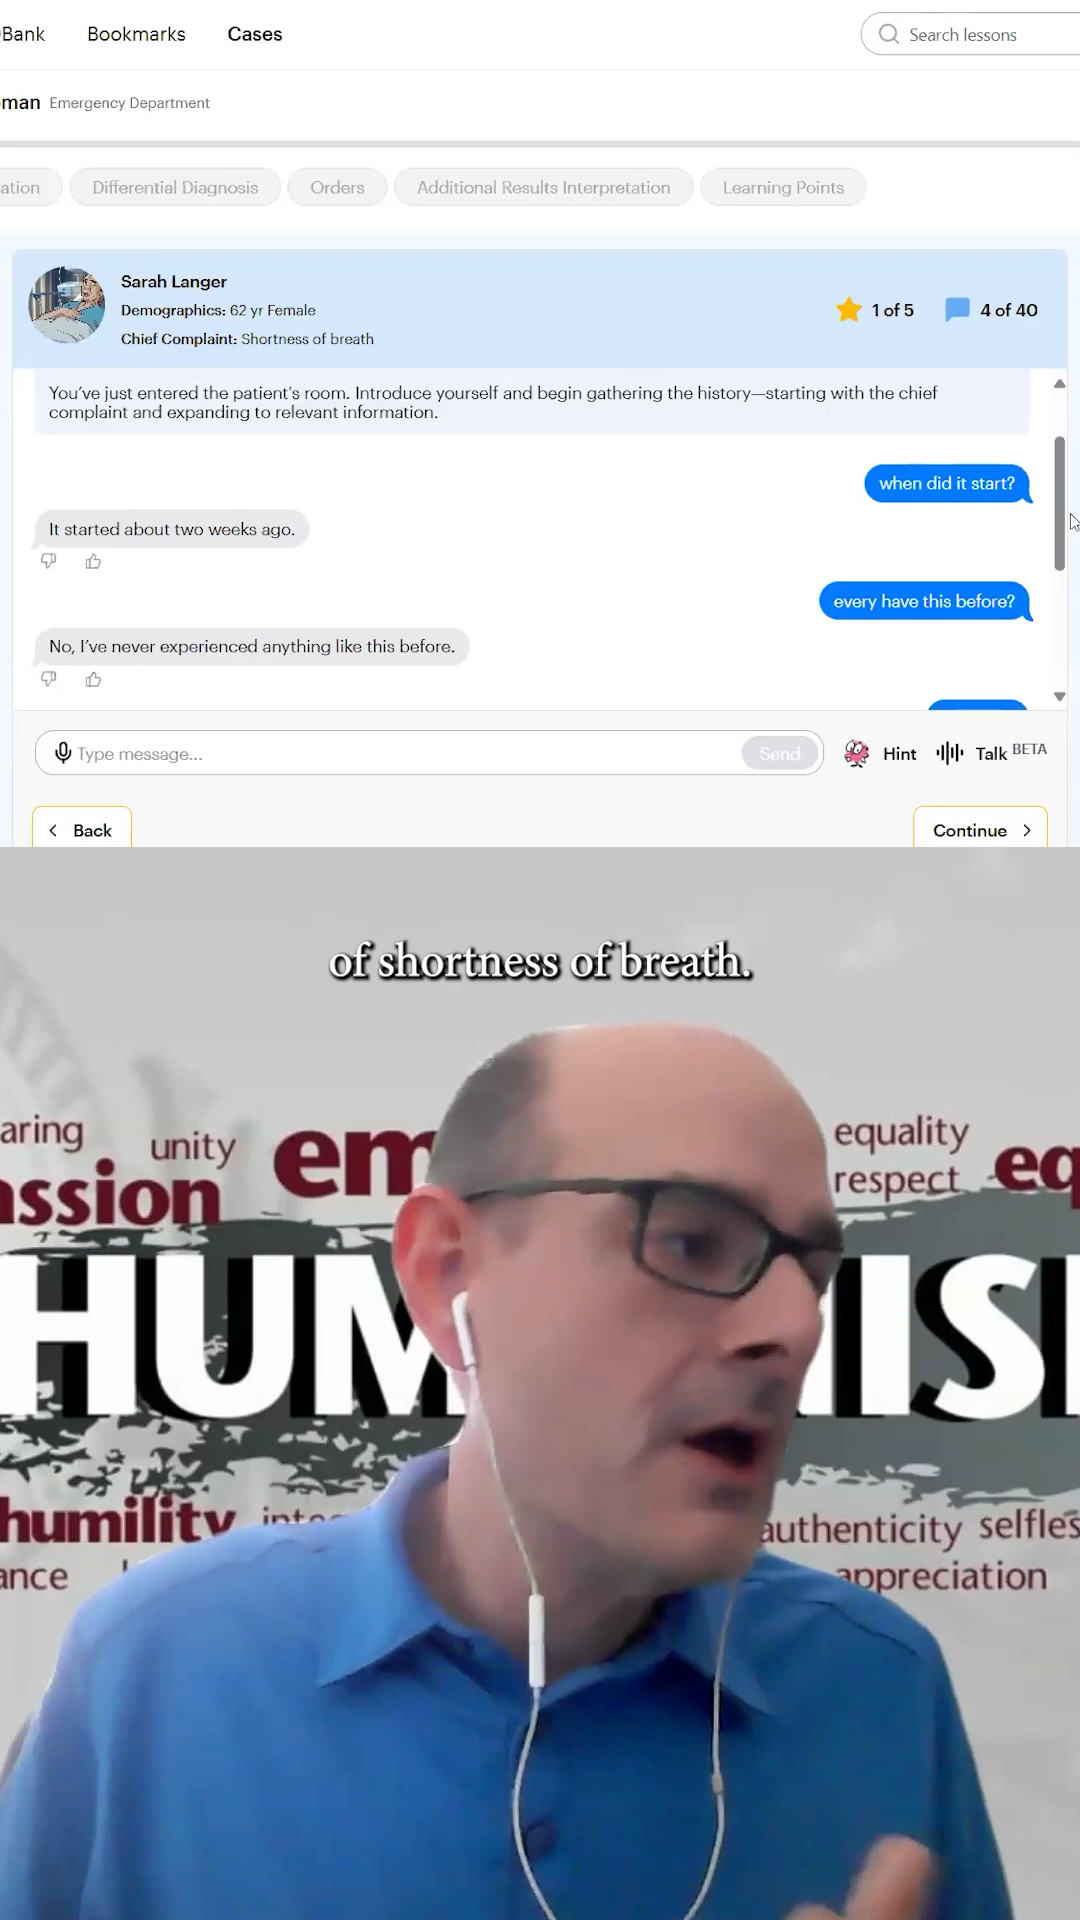 Bank Bookmarks Cases Search lessons
man Emergency Department
ation Differential Diagnosis Orders Additional Results Interpretation Learning Points
Sarah Langer
Demographics: 62 yr Female
Chief Complaint: Shortness of breath
1 of 5 4 of 40
You've just entered the patient's room. Introduce yourself and begin gathering the history—starting with the chief
complaint and expanding to relevant information.
when did it start?
It started about two weeks ago.
every have this before?
No, I've never experienced anything like this before.
Type message... Send Hint Talk BETA
Back Continue
of shortness of breath.
aring unity em equality
assion respect eq
HUM IS
humility authenticity selfles
ance appreciation